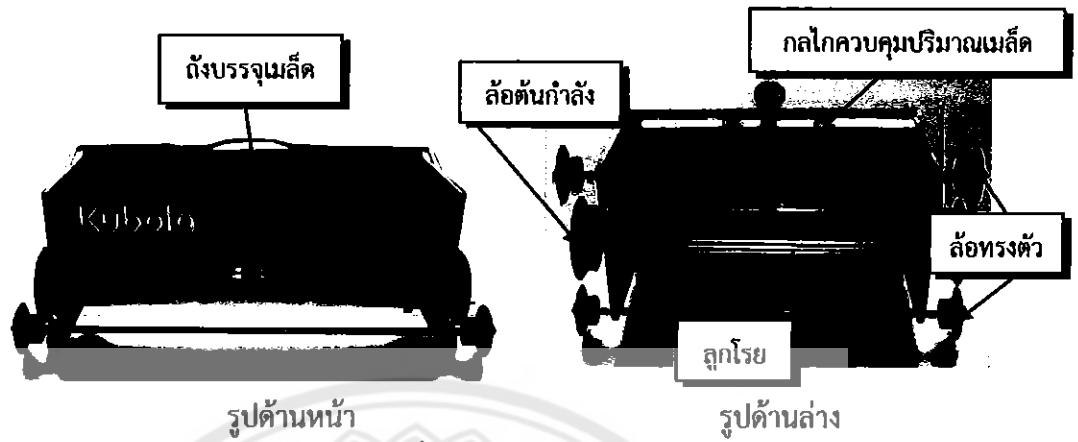 ถังบรรจุเมล็ด
Kubota
รูปด้านหน้า
กลไกควบคุมปริมาณเมล็ด
ล้อต้นกำลัง
ล้อทรงตัว
ลูกโรย
รูปด้านล่าง